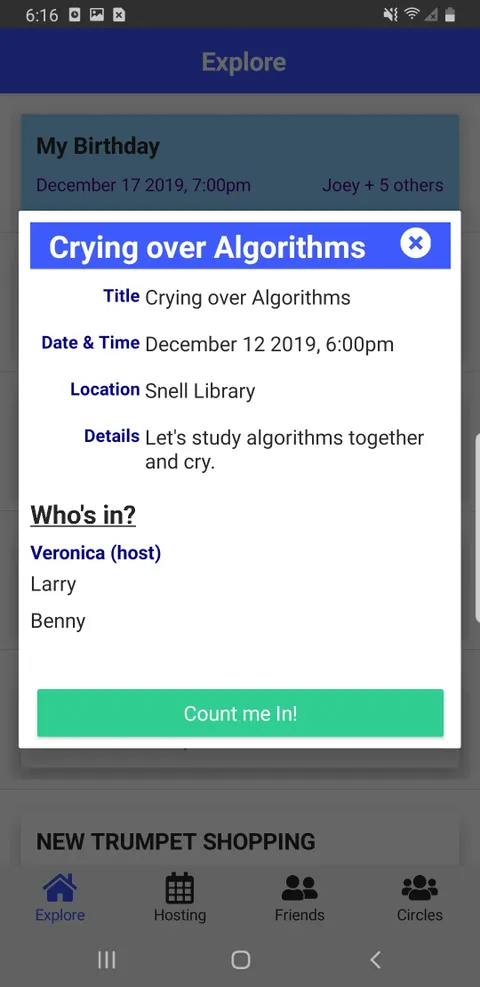 6:16
Explore
My Birthday
December 17 2019, 7:00pm Joey + 5 others
Crying over Algorithms
Title Crying over Algorithms
Date & Time December 12 2019, 6:00pm
Location Snell Library
Details Let's study algorithms together
and cry.
Who's in?
Veronica (host)
Larry
Benny
Count me In!
NEW TRUMPET SHOPPING
Explore Hosting Friends Circles